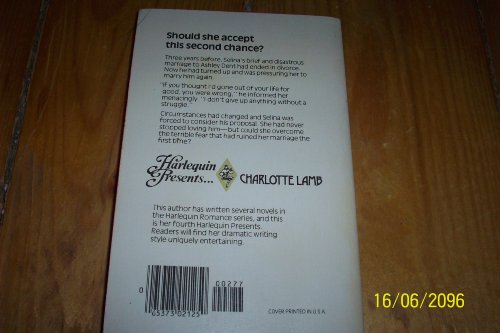 Should she accept
this second chance?
Three years before, Selina's brief and disastrous
marriage to Ashley Dent had ended in divorce.
Now he had turned up and was pressuring her to
marry him again.
"If you thought I'd gone out of your life for
good, you were wrong," he informed her
menacingly. "I don't give up anything without a
struggle."
Circumstances had changed and Selina was
forced to consider his proposal. She had never
stopped loving him—but could she overcome
the terrible fear that had ruined her marriage the
first time?
Harlequin
Presents...
CHARLOTTE LAMB
This author has written several novels in
the Harlequin Romance series, and this
is her fourth Harlequin Presents.
Readers will find her dramatic writing
style uniquely entertaining.
00277
0
65373 02125
COVER PRINTED IN U.S.A.
16/06/2096